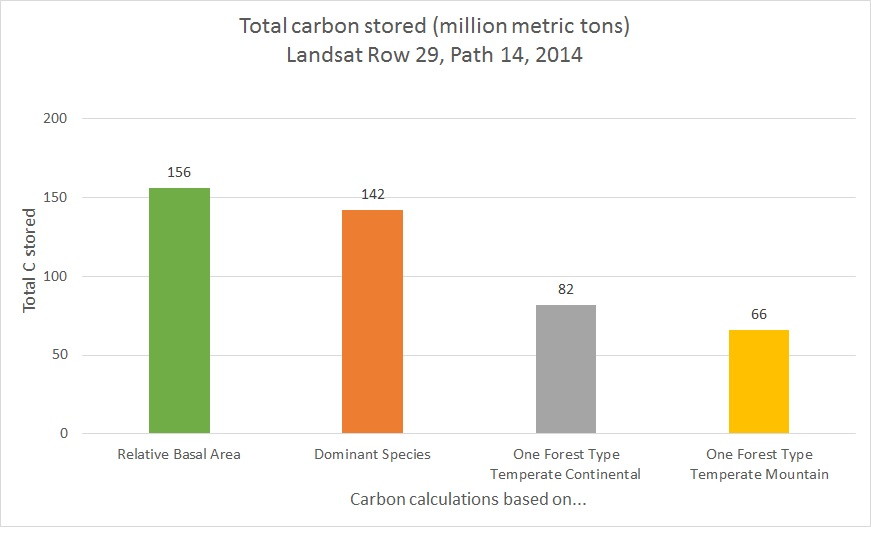 Total carbon stored (million metric tons)
Landsat Row 29, Path 14, 2014
200
150
100
50
0
Total C stored
156
142
82
66
Relative Basal Area
Dominant Species
One Forest Type
Temperate Continental
One Forest Type
Temperate Mountain
Carbon calculations based on...